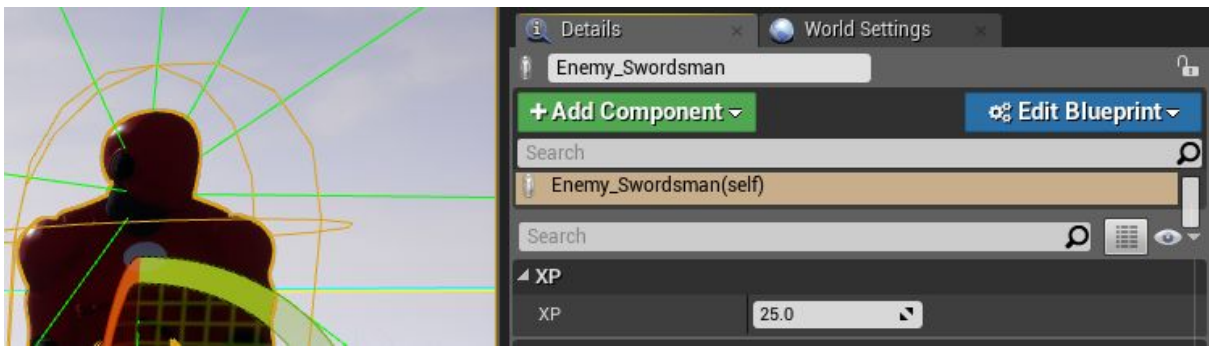 Details
World Settings
Enemy_Swordsman
+ Add Component
Edit Blueprint
Search
Enemy_Swordsman(self)
Search
XP
XP 25.0